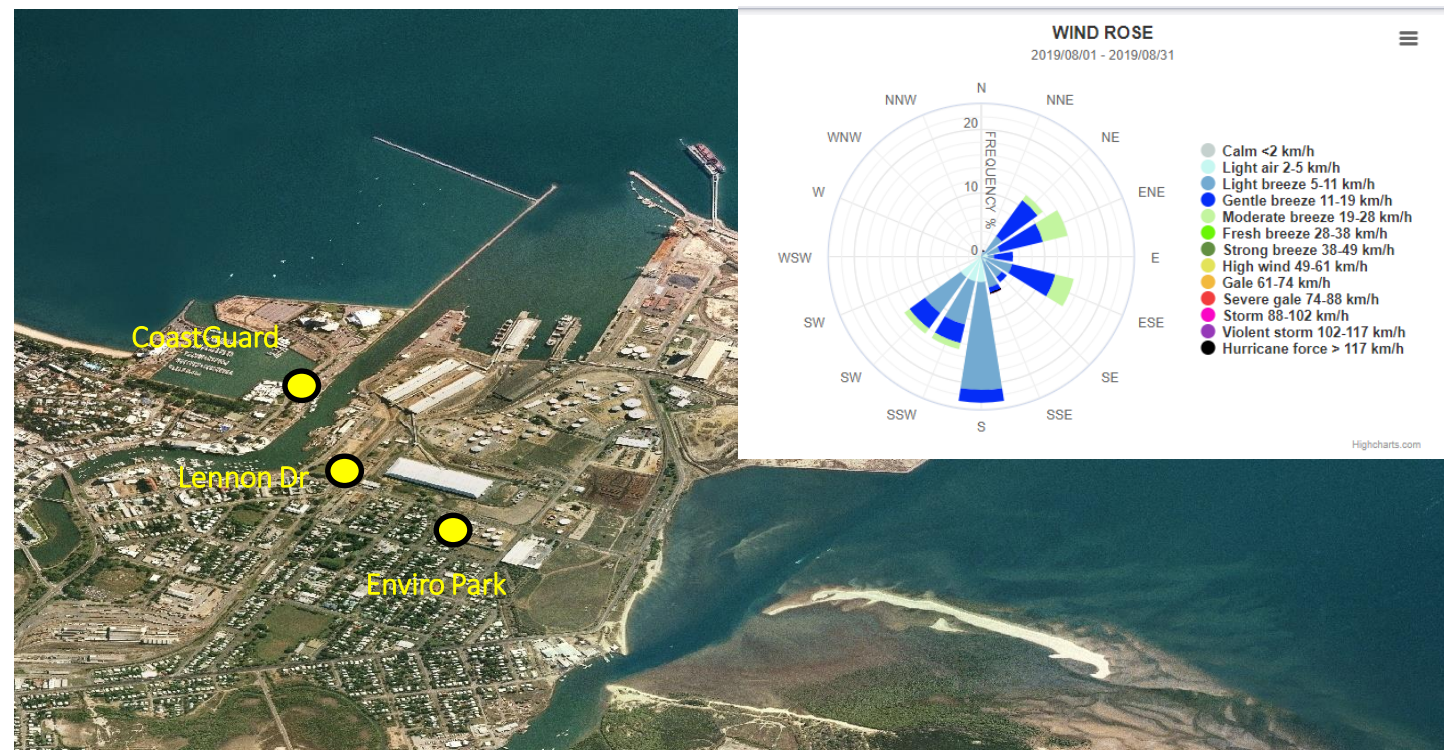 WIND ROSE
2019/08/01 - 2019/08/31
N
NNE
NE
ENE
E
ESE
SE
SSE
S
SSW
SW
SW
WSW
W
WNW
NNW
20
10
0
FREQUENCY %
Calm <2 km/h
Light air 2-5 km/h
Light breeze 5-11 km/h
Gentle breeze 11-19 km/h
Moderate breeze 19-28 km/h
Fresh breeze 28-38 km/h
Strong breeze 38-49 km/h
High wind 49-61 km/h
Gale 61-74 km/h
Severe gale 74-88 km/h
Storm 88-102 km/h
Violent storm 102-117 km/h
Hurricane force > 117 km/h
Highcharts.com
CoastGuard
Lennon Dr
Enviro Park